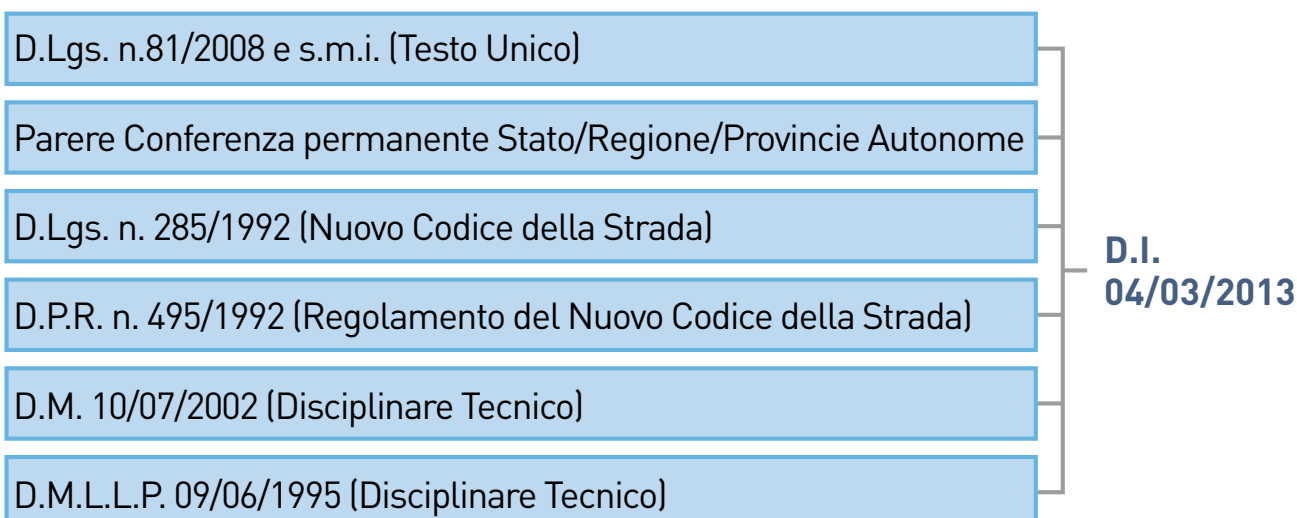 D.Lgs. n.81/2008 e s.m.i. (Testo Unico)
Parere Conferenza permanente Stato/Regione/Provincie Autonome
D.Lgs. n. 285/1992 (Nuovo Codice della Strada)
D.P.R. n. 495/1992 (Regolamento del Nuovo Codice della Strada)
D.M. 10/07/2002 (Disciplinare Tecnico)
D.M.L.L.P. 09/06/1995 (Disciplinare Tecnico)
D.I.
04/03/2013